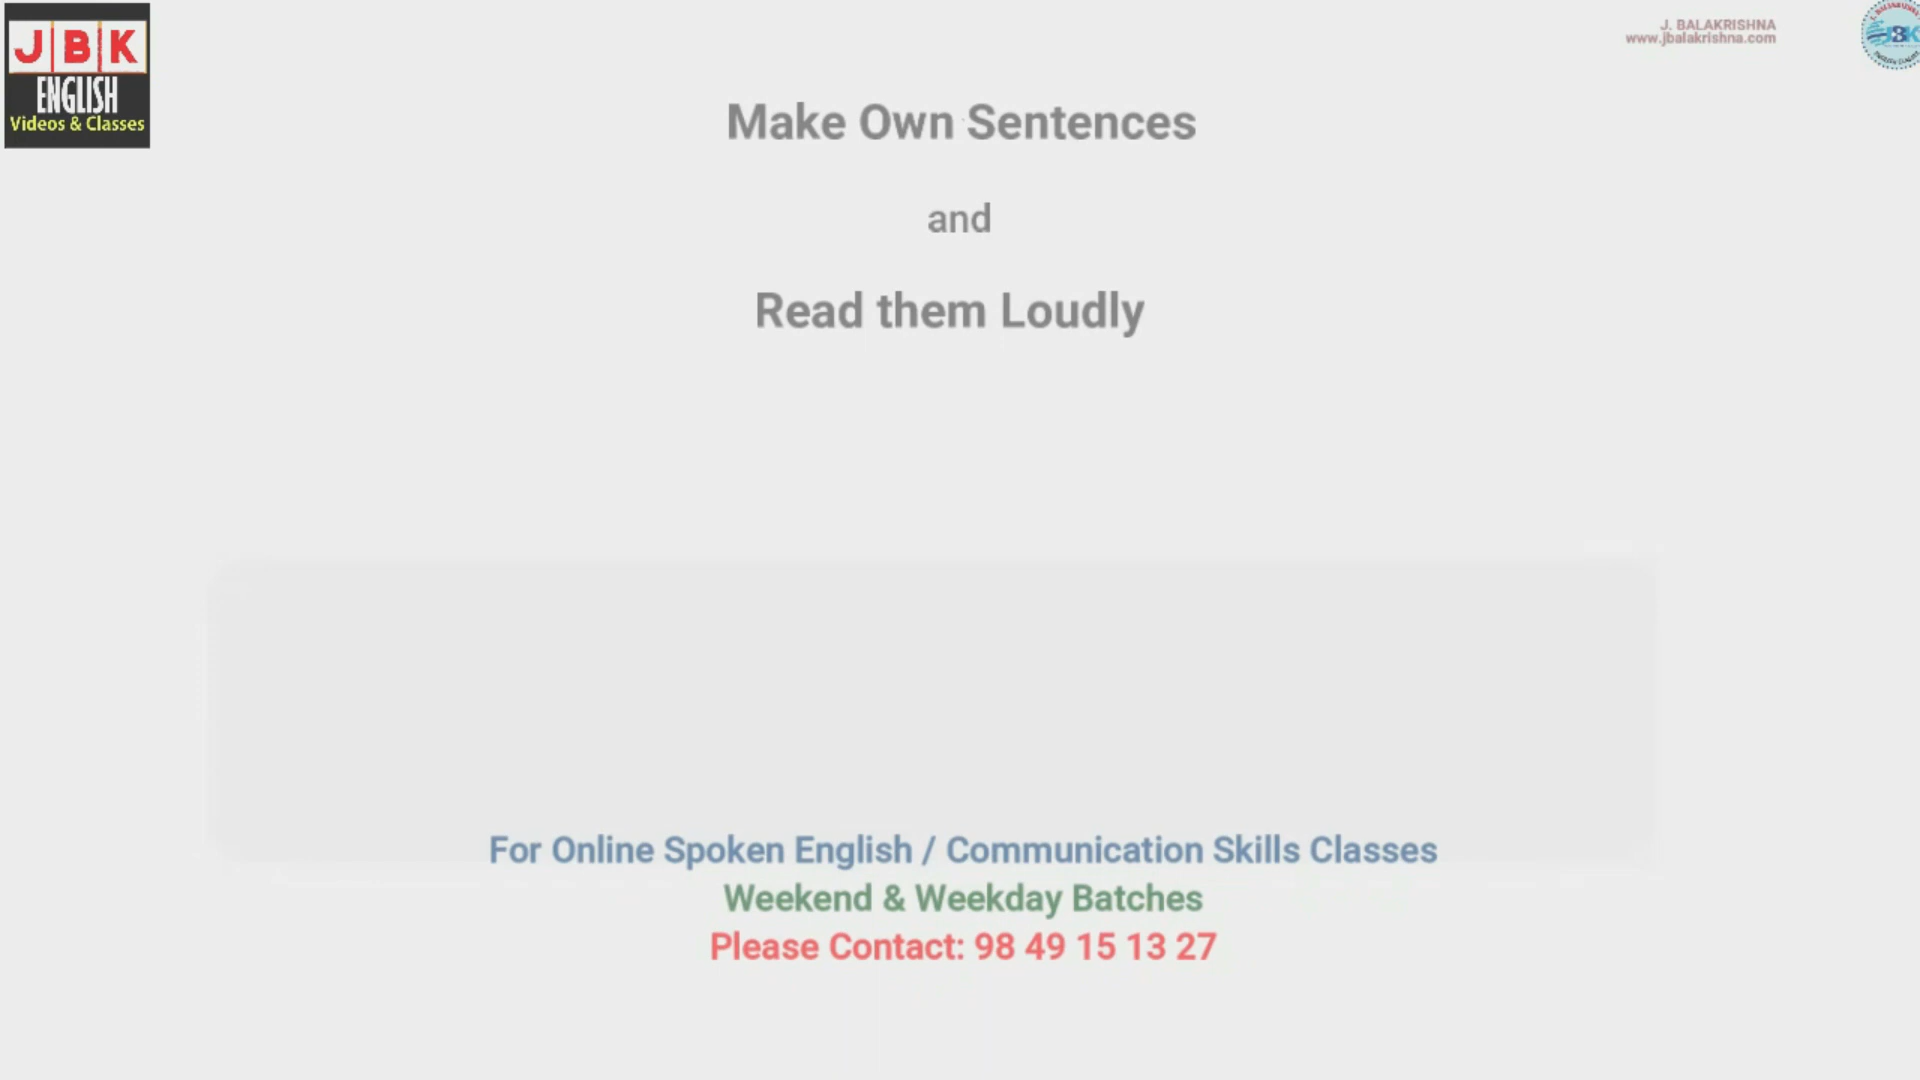 J|B|K
ENGLISH
Videos & Classes
J. BALAKRISHNA
www.jbalakrishna.com
JBK
Make Own Sentences
and
Read them Loudly
For Online Spoken English / Communication Skills Classes
Weekend & Weekday Batches
Please Contact: 98 49 15 13 27